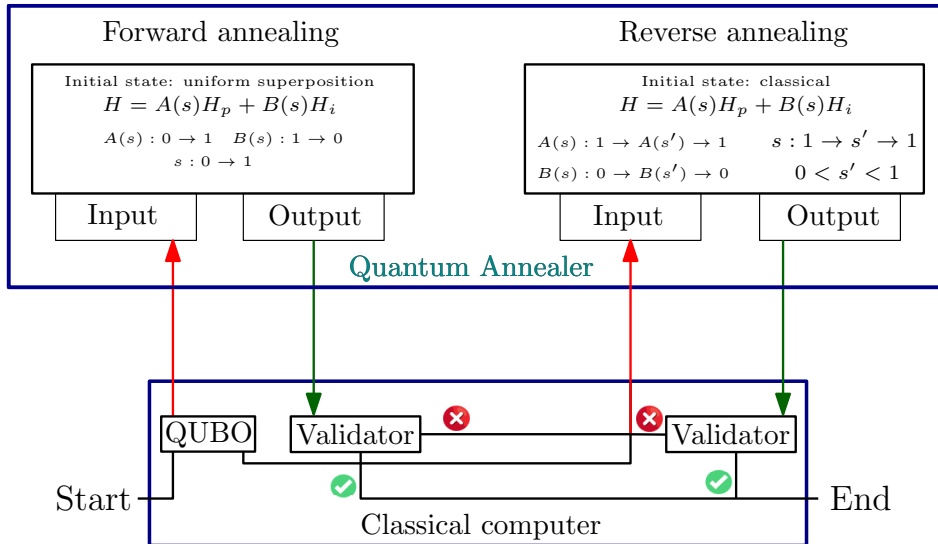 Forward annealing
Reverse annealing
Initial state: uniform superposition
H = A(s)H_p + B(s)H_i
A(s) : 0 → 1 B(s) : 1 → 0
s : 0 → 1
Input
Output
Initial state: classical
H = A(s)H_p + B(s)H_i
A(s) : 1 → A(s′) → 1
s : 1 → s′ → 1
B(s) : 0 → B(s′) → 0
0 < s′ < 1
Input
Output
Quantum Annealer
QUBO
Validator
Validator
Start
End
Classical computer